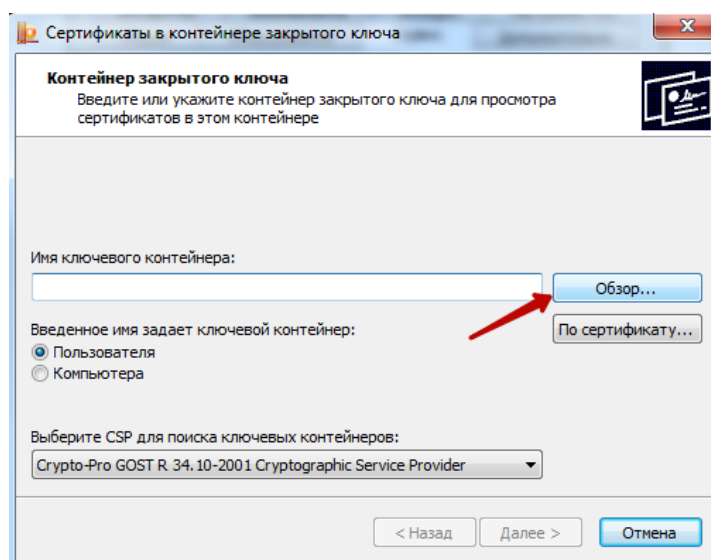 Сертификаты в контейнере закрытого ключа
Контейнер закрытого ключа
Введите или укажите контейнер закрытого ключа для просмотра
сертификатов в этом контейнере
Имя ключевого контейнера:
Обзор...
Введенное имя задает ключевой контейнер:
По сертификату...
Пользователя
Компьютера
Выберите CSP для поиска ключевых контейнеров:
Crypto-Pro GOST R 34.10-2001 Cryptographic Service Provider
< Назад
Далее >
Отмена